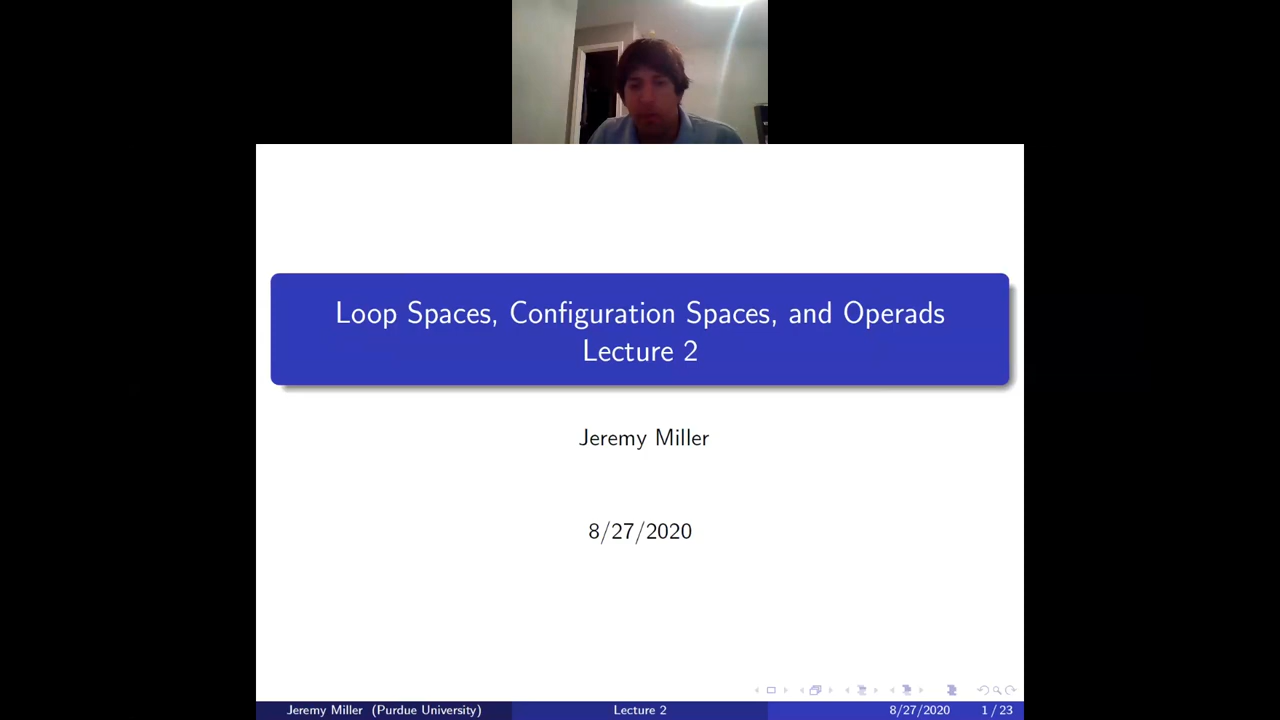 Loop Spaces, Configuration Spaces, and Operads
Lecture 2
Jeremy Miller
8/27/2020
Jeremy Miller (Purdue University) Lecture 2 8/27/2020 1 / 23